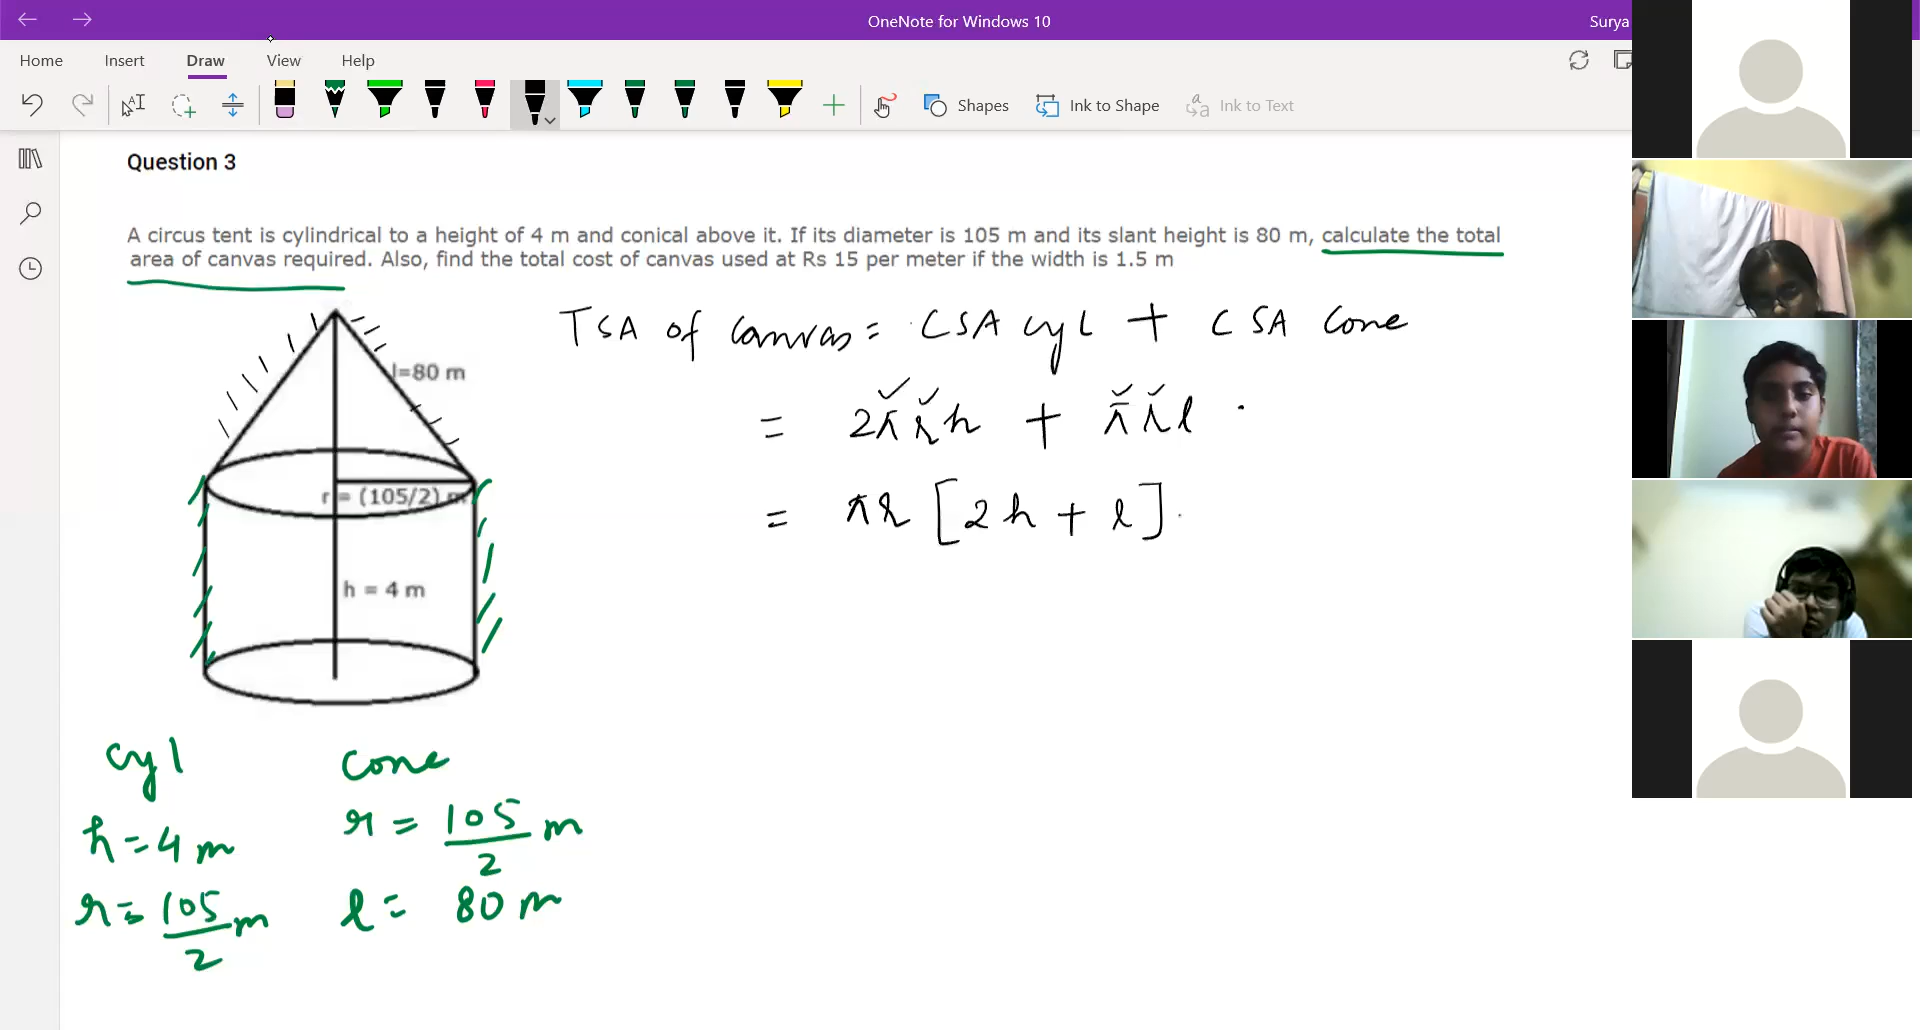 OneNote for Windows 10
Surya
Home Insert Draw View Help
Shapes Ink to Shape Ink to Text
Question 3
A circus tent is cylindrical to a height of 4 m and conical above it. If its diameter is 105 m and its slant height is 80 m, calculate the total
area of canvas required. Also, find the total cost of canvas used at Rs 15 per meter if the width is 1.5 m
TSA of canvas = CSA cyl + CSA Cone
= 2πrh + πrl
= πr [2h + l]
l=80 m
r = (105/2) m
h = 4 m
cyl
h = 4 m
r = 105/2 m
cone
r = 105/2 m
l = 80 m